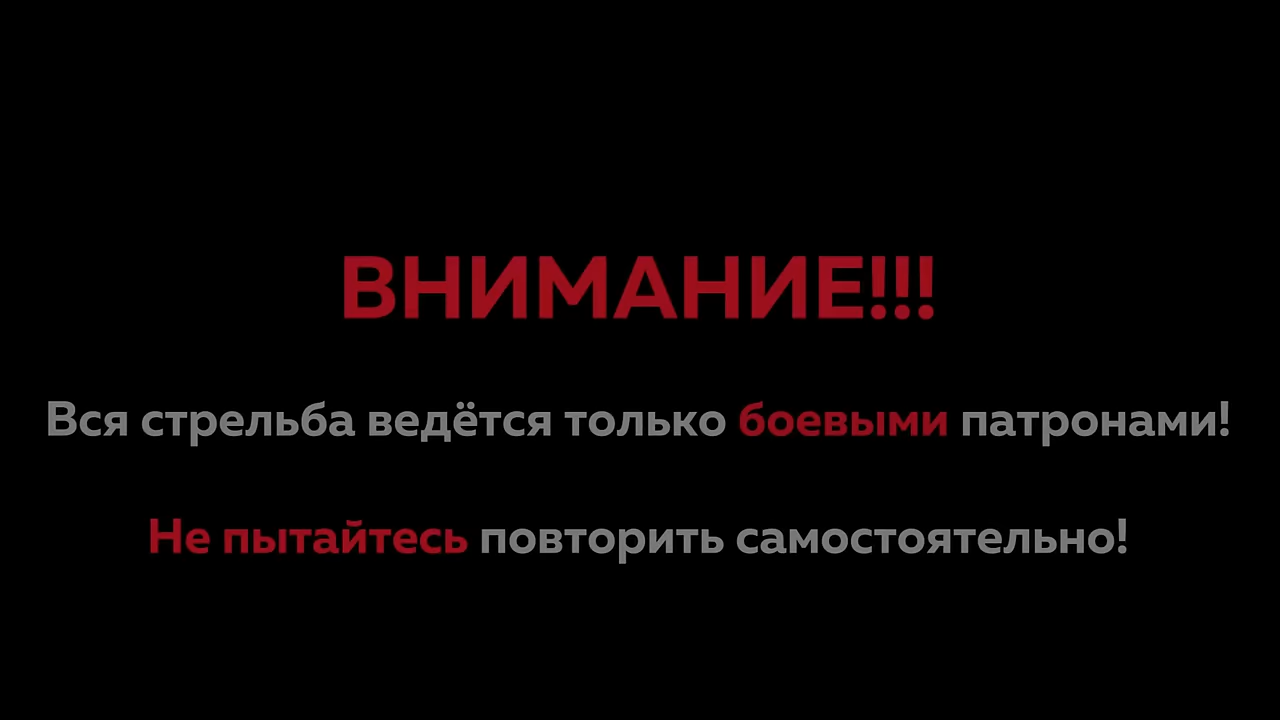 ВНИМАНИЕ!!!
Вся стрельба ведётся только боевыми патронами!
Не пытайтесь повторить самостоятельно!